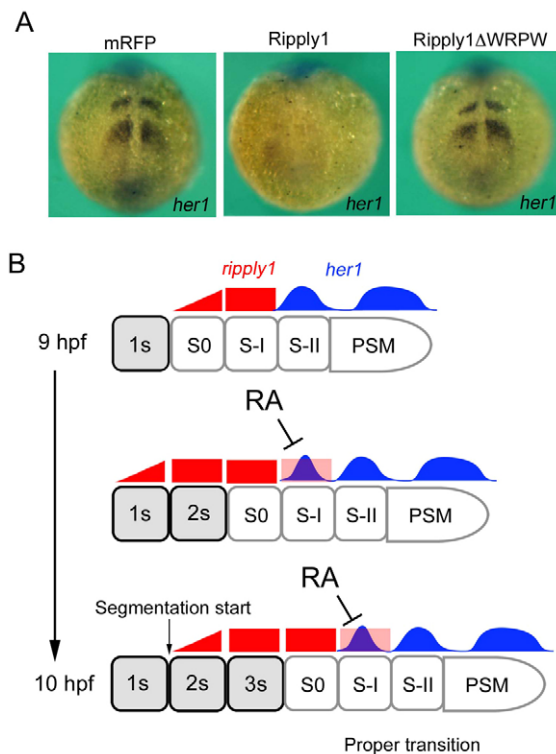 A
mRFP Ripply1 Ripply1ΔWRPW
her1 her1 her1
B
ripply1 her1
9 hpf 1s S0 S-I S-II PSM
RA
1s 2s S0 S-I S-II PSM
RA
Segmentation start
10 hpf 1s 2s 3s S0 S-I S-II PSM
Proper transition